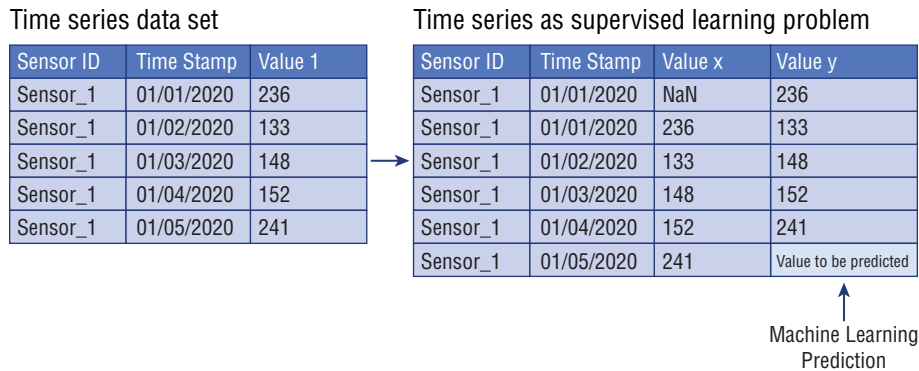 Time series data set
Sensor ID Time Stamp Value 1
Sensor_1 01/01/2020 236
Sensor_1 01/02/2020 133
Sensor_1 01/03/2020 148
Sensor_1 01/04/2020 152
Sensor_1 01/05/2020 241
Time series as supervised learning problem
Sensor ID Time Stamp Value x Value y
Sensor_1 01/01/2020 NaN 236
Sensor_1 01/01/2020 236 133
Sensor_1 01/02/2020 133 148
Sensor_1 01/03/2020 148 152
Sensor_1 01/04/2020 152 241
Sensor_1 01/05/2020 241 Value to be predicted
Machine Learning
Prediction